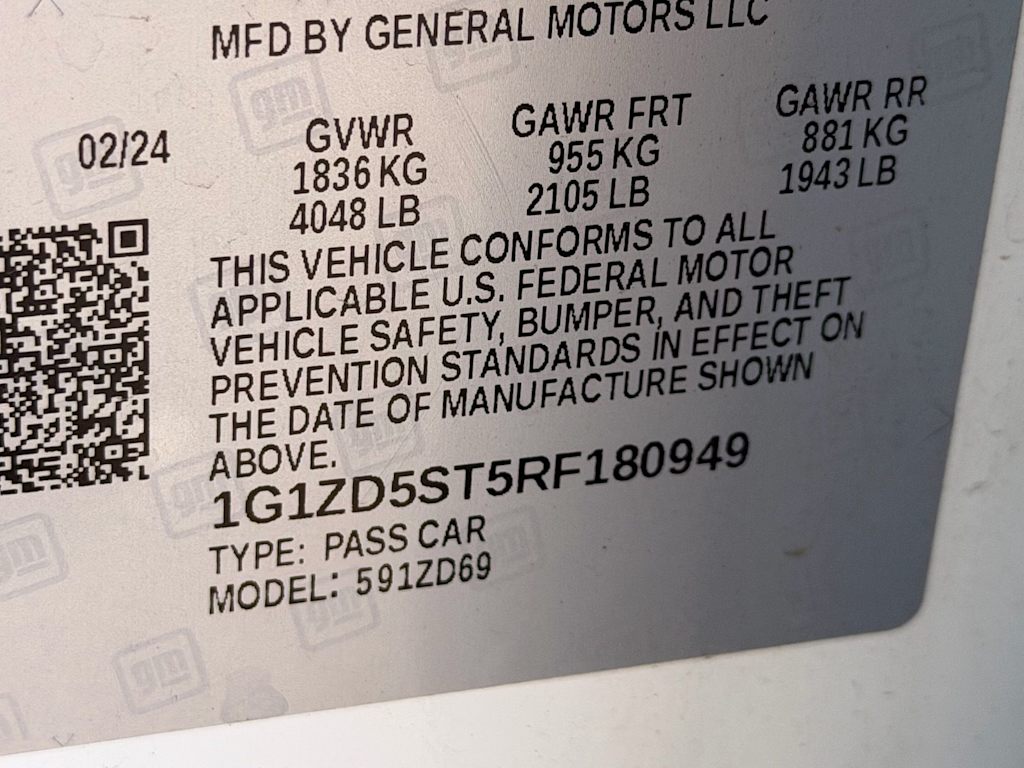 MFD BY GENERAL MOTORS LLC
02/24 GVWR GAWR FRT GAWR RR
1836 KG 955 KG 881 KG
4048 LB 2105 LB 1943 LB
THIS VEHICLE CONFORMS TO ALL
APPLICABLE U.S. FEDERAL MOTOR
VEHICLE SAFETY, BUMPER, AND THEFT
PREVENTION STANDARDS IN EFFECT ON
THE DATE OF MANUFACTURE SHOWN
ABOVE.
1G1ZD5ST5RF180949
TYPE: PASS CAR
MODEL: 591ZD69
gm